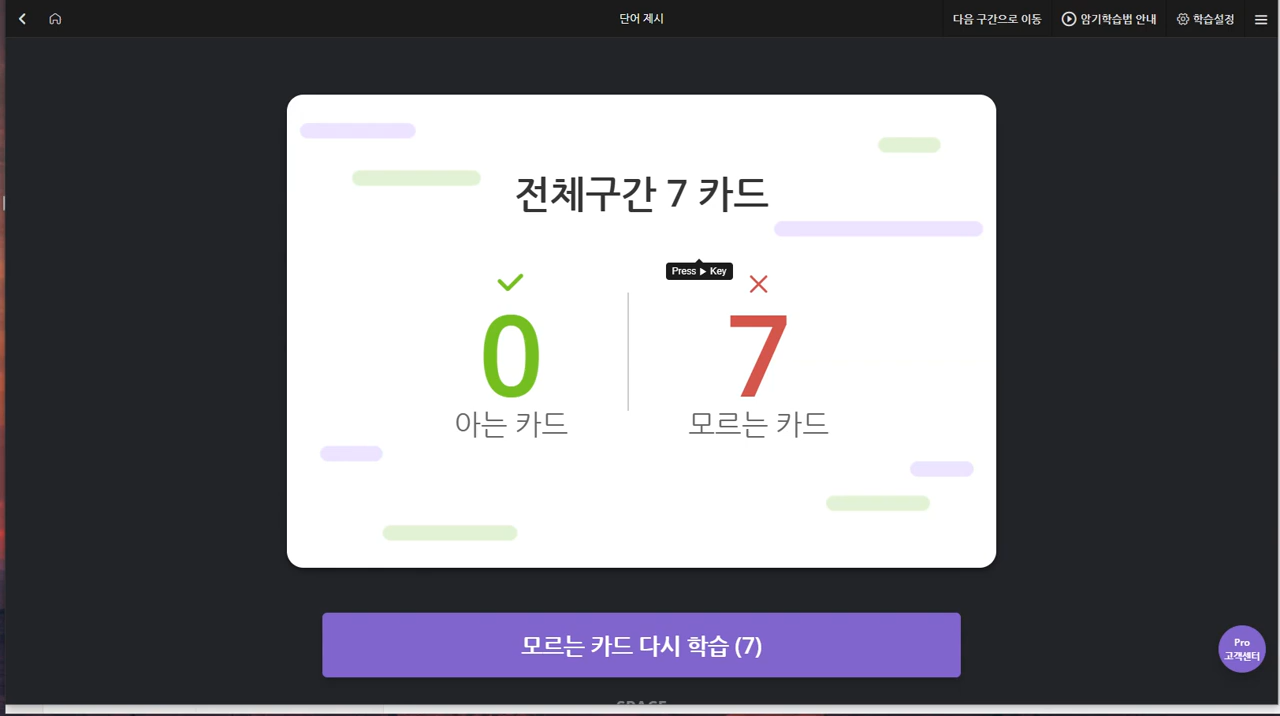 단어 제시
다음 구간으로 이동
암기학습법 안내
학습설정
전체구간 7 카드
Press ▶ Key
0
7
아는 카드
모르는 카드
모르는 카드 다시 학습 (7)
Pro
고객센터
SPACE